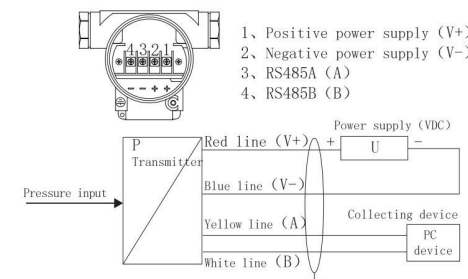 4 3 2 1
- - + +
1、Positive power supply (V+)
2、Negative power supply (V-)
3、RS485A (A)
4、RS485B (B)
Power supply (VDC)
P
Transmitter
Red line (V+)
+
U
-
Blue line (V-)
Pressure input
Yellow line (A)
Collecting device
PC
device
White line (B)